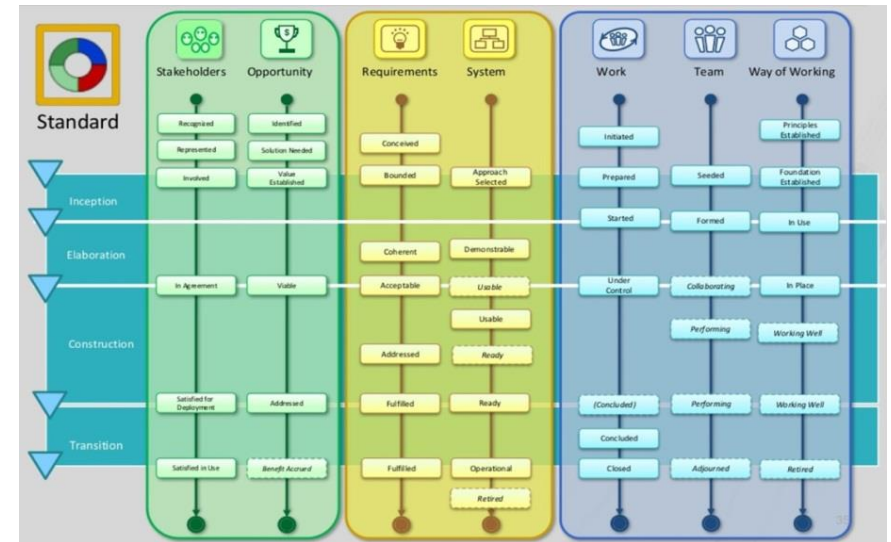 Standard
Stakeholders
Opportunity
Requirements
System
Work
Team
Way of Working
Inception
Elaboration
Construction
Transition
Recognized
Represented
Involved
In Agreement
Satisfied for
Deployment
Satisfied in Use
Identified
Solution Needed
Value
Established
Viable
Addressed
Benefit Accrued
Conceived
Bounded
Coherent
Acceptable
Addressed
Fulfilled
Fulfilled
Approach
Selected
Demonstrable
Usable
Usable
Ready
Ready
Operational
Retired
Initiated
Prepared
Started
Under
Control
(Concluded)
Concluded
Closed
Seeded
Formed
Collaborating
Performing
Performing
Adjourned
Principles
Established
Foundation
Established
In Use
In Place
Working Well
Working Well
Retired